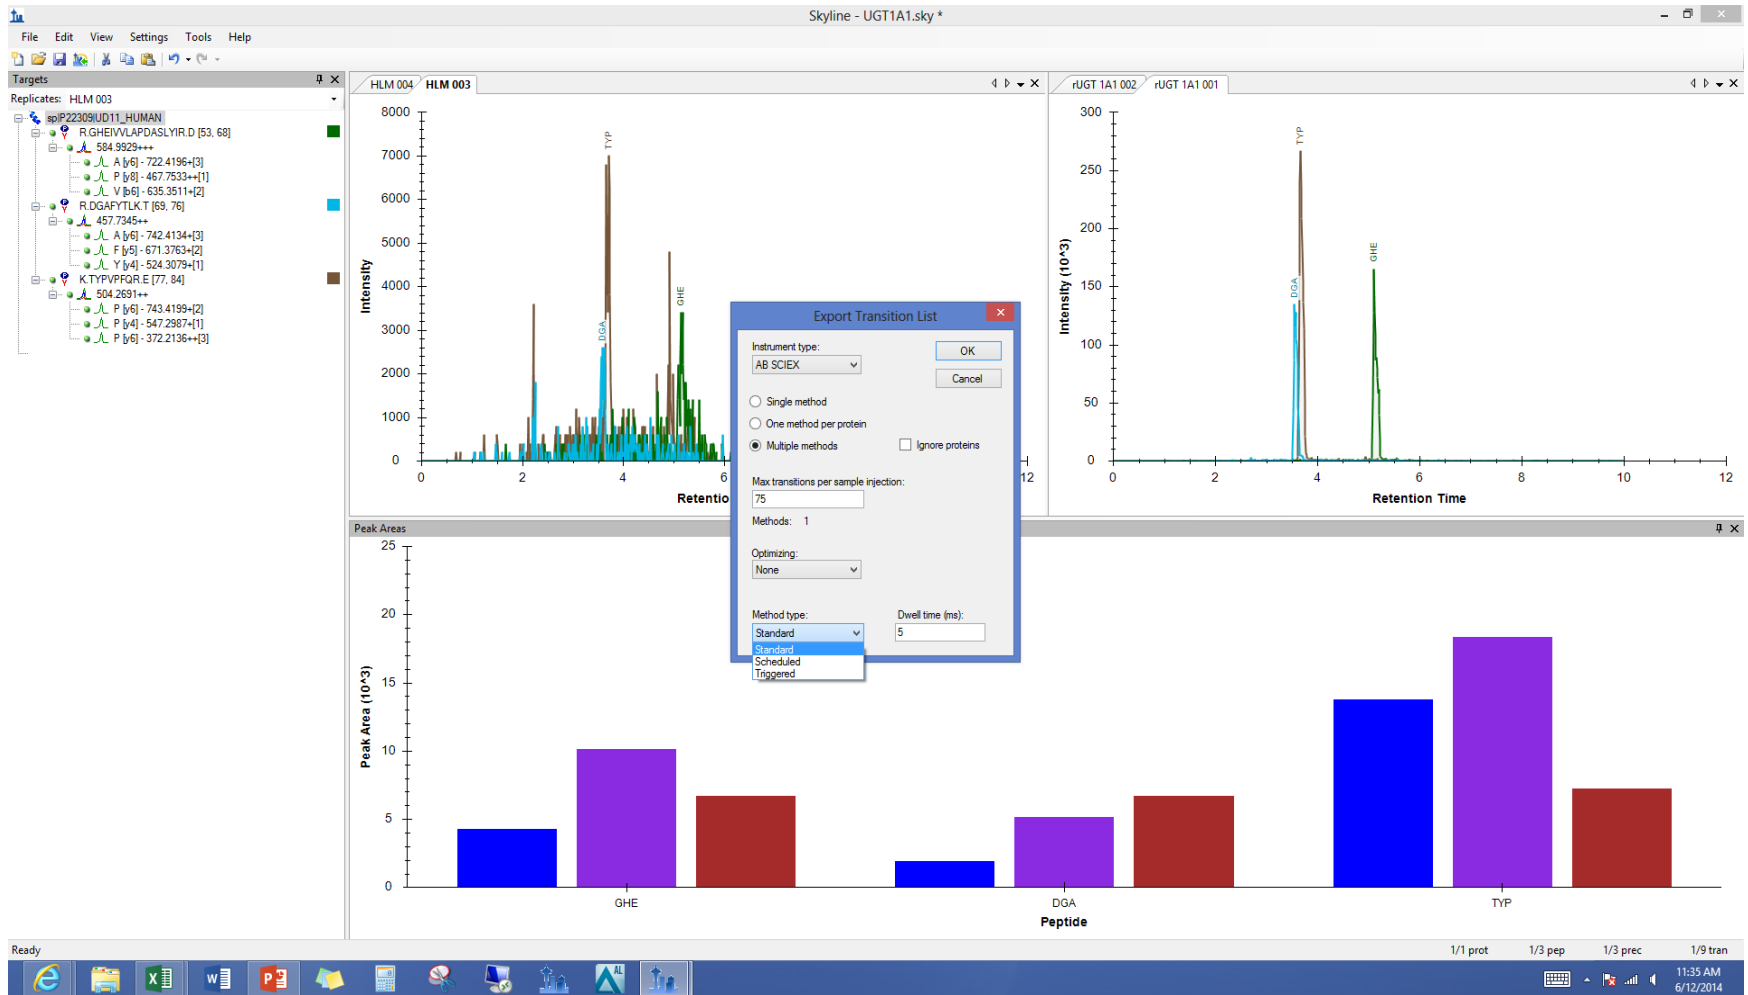 Skyline - UGT1A1.sky *
File Edit View Settings Tools Help
Targets
Replicates: HLM 003
sp|P22309|UD11_HUMAN
R.GHEIVVLAPDASLYIR.D [53, 68]
584.9929+++
A [y6] - 722.4196+[3]
P [y8] - 467.7533++[1]
V [b6] - 635.3511+[2]
R.DGAFYTLK.T [69, 76]
457.7345++
A [y6] - 742.4134+[3]
F [y5] - 671.3763+[2]
Y [y4] - 524.3079+[1]
K.TYPVPFQR.E [77, 84]
504.2691++
P [y6] - 743.4199+[2]
P [y4] - 547.2987+[1]
P [y6] - 372.2136++[3]
HLM 004 HLM 003
8000
7000
6000
5000
4000
3000
2000
1000
0
Intensity
TYP
DGA
GHE
0 2 4 6 12
Retentio
rUGT 1A1 002 rUGT 1A1 001
300
250
200
150
100
50
0
Intensity (10^3)
TYP
DGA
GHE
0 2 4 6 8 10 12
Retention Time
Export Transition List
Instrument type:
AB SCIEX
OK
Cancel
Single method
One method per protein
Multiple methods
Ignore proteins
Max transitions per sample injection:
75
Methods: 1
Optimizing:
None
Method type:
Standard
Dwell time (ms):
5
Standard
Scheduled
Triggered
Peak Areas
25
20
15
10
5
0
Peak Area (10^3)
GHE DGA TYP
Peptide
Ready
1/1 prot 1/3 pep 1/3 prec 1/9 tran
AL
11:35 AM
6/12/2014